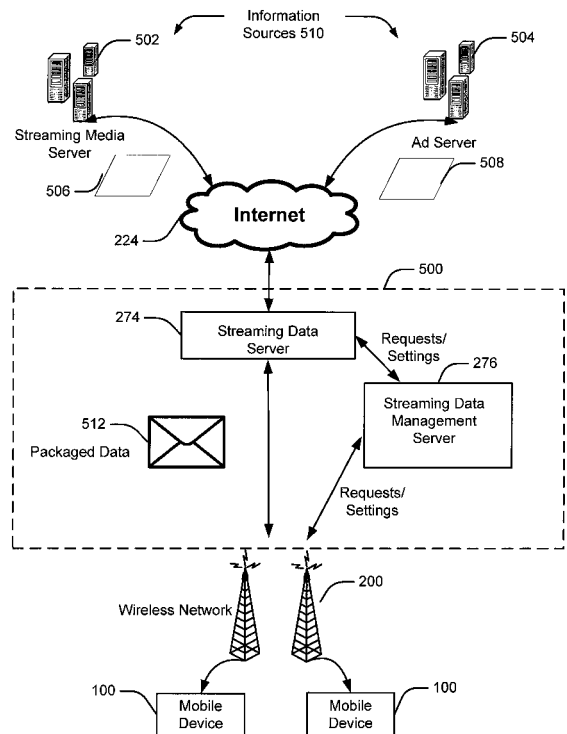 Information
Sources 510
502
504
Streaming Media
Server
Ad Server
506
508
Internet
224
500
274
Streaming Data
Server
Requests/
Settings
276
Streaming Data
Management
Server
512
Packaged Data
Requests/
Settings
Wireless Network
200
100
Mobile
Device
Mobile
Device
100